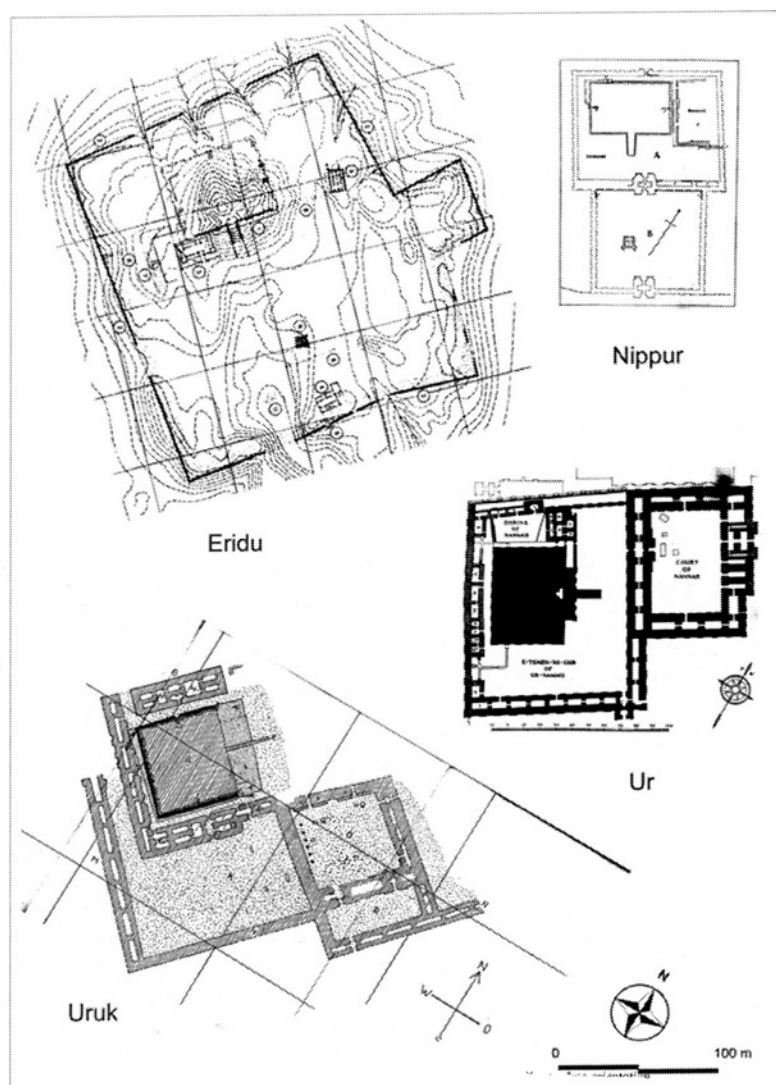 A
B
Nippur
Eridu
SHRINE
OF
NANNAR
COURT
OF
NANNAR
E-TEMEN-NI-GUR
OF
UR-NAMMU
Ur
N
W
O
Uruk
N
0 100 m